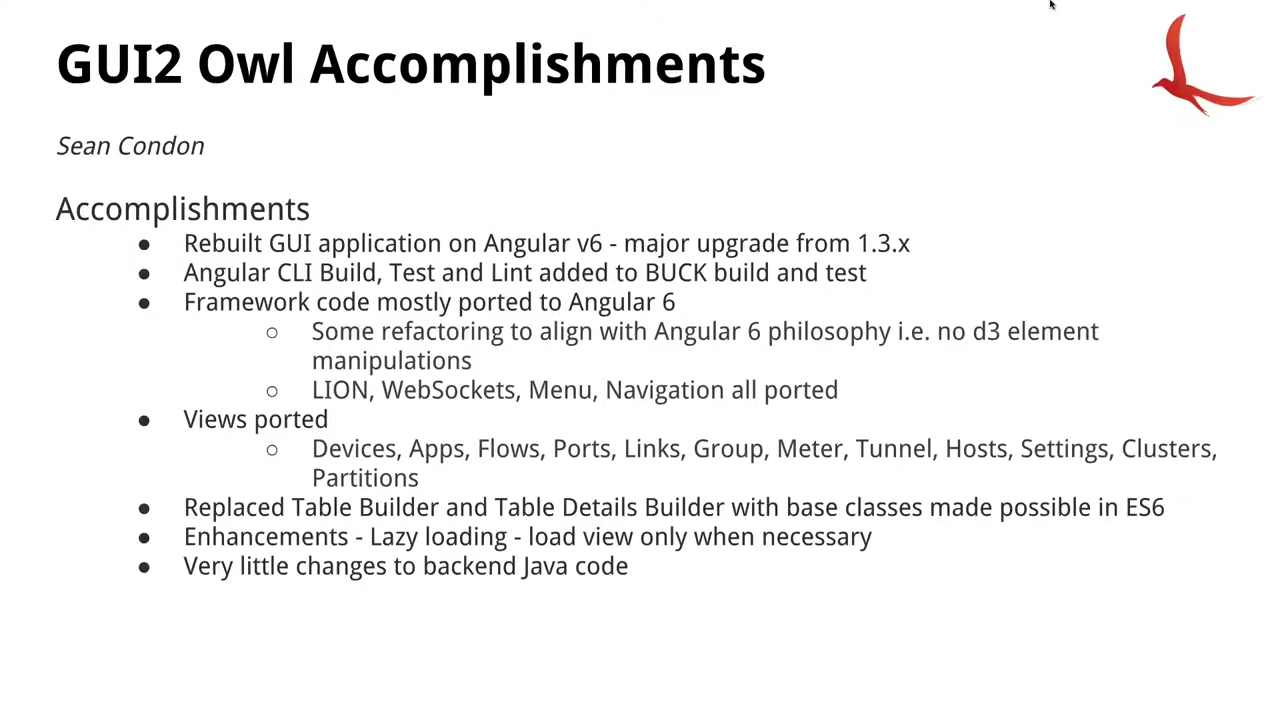 GUI2 Owl Accomplishments
Sean Condon
Accomplishments
● Rebuilt GUI application on Angular v6 - major upgrade from 1.3.x
● Angular CLI Build, Test and Lint added to BUCK build and test
● Framework code mostly ported to Angular 6
○ Some refactoring to align with Angular 6 philosophy i.e. no d3 element
manipulations
○ LION, WebSockets, Menu, Navigation all ported
● Views ported
○ Devices, Apps, Flows, Ports, Links, Group, Meter, Tunnel, Hosts, Settings, Clusters,
Partitions
● Replaced Table Builder and Table Details Builder with base classes made possible in ES6
● Enhancements - Lazy loading - load view only when necessary
● Very little changes to backend Java code